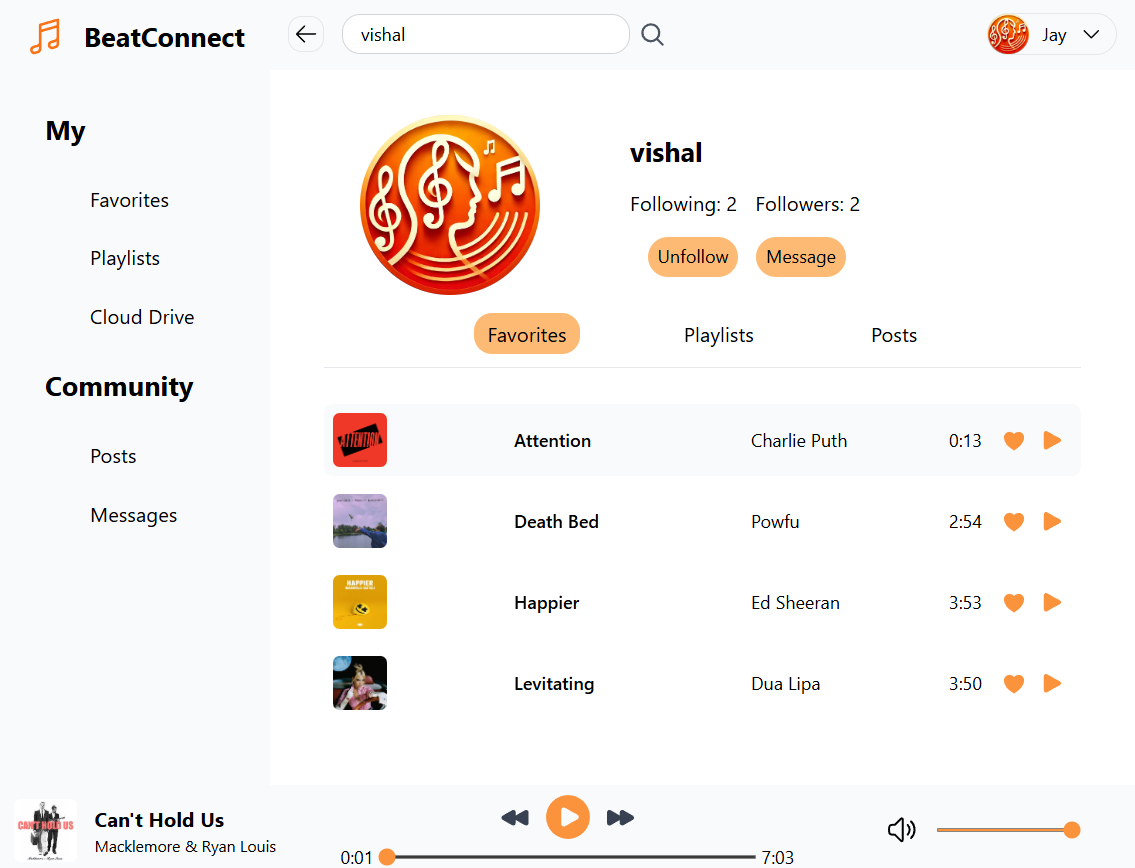 BeatConnect
vishal
Jay
My
Favorites
Playlists
Cloud Drive
Community
Posts
Messages
vishal
Following: 2 Followers: 2
Unfollow Message
Favorites Playlists Posts
ATTENTION
Attention Charlie Puth 0:13
Death Bed Powfu 2:54
HAPPIER
Happier Ed Sheeran 3:53
Levitating Dua Lipa 3:50
CAN'T HOLD US
Can't Hold Us
Macklemore & Ryan Louis
0:01 7:03